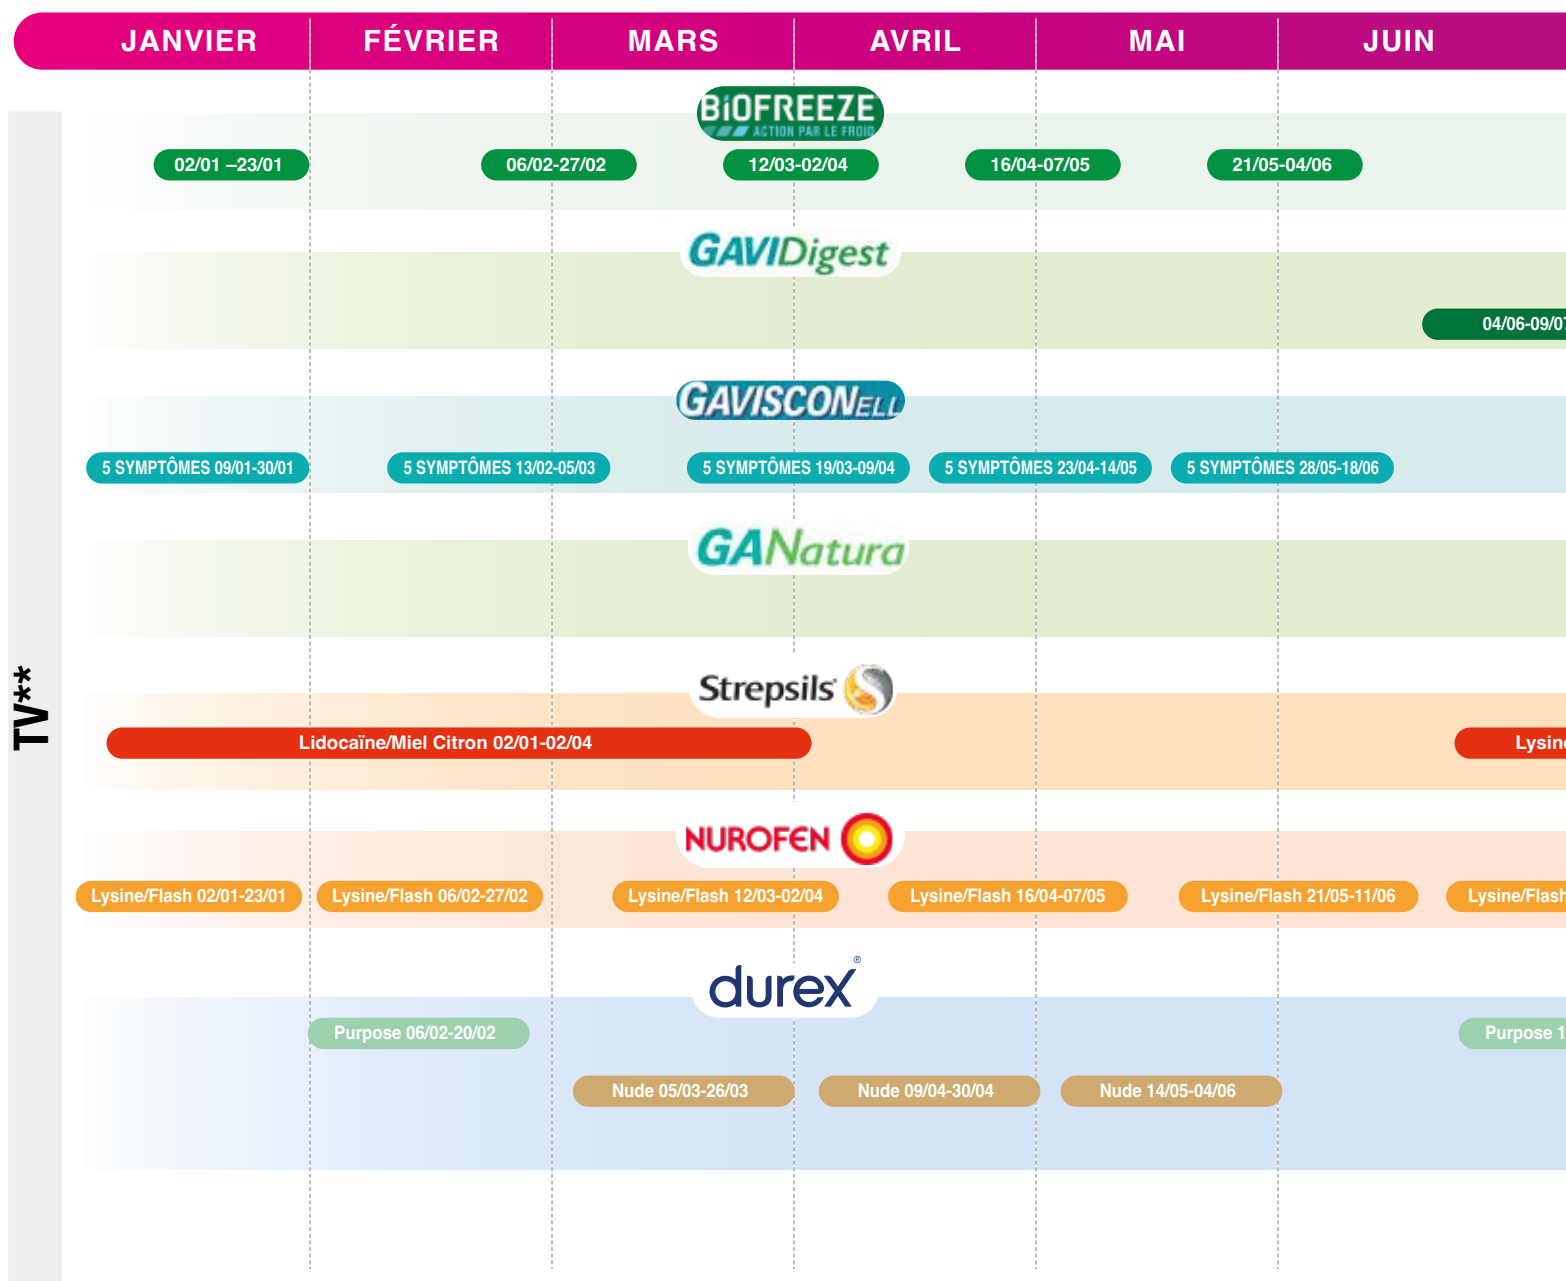 JANVIER FÉVRIER MARS AVRIL MAI JUIN
BiOFREEZE
ACTION PAR LE FROID
02/01 –23/01 06/02-27/02 12/03-02/04 16/04-07/05 21/05-04/06
GAVIDigest
04/06-09/07
GAVISCONELL
5 SYMPTÔMES 09/01-30/01 5 SYMPTÔMES 13/02-05/03 5 SYMPTÔMES 19/03-09/04 5 SYMPTÔMES 23/04-14/05 5 SYMPTÔMES 28/05-18/06
GANatura
TV**
Strepsils
Lidocaïne/Miel Citron 02/01-02/04 Lysine
NUROFEN
Lysine/Flash 02/01-23/01 Lysine/Flash 06/02-27/02 Lysine/Flash 12/03-02/04 Lysine/Flash 16/04-07/05 Lysine/Flash 21/05-11/06 Lysine/Flash
durex®
Purpose 06/02-20/02 Purpose 1
Nude 05/03-26/03 Nude 09/04-30/04 Nude 14/05-04/06